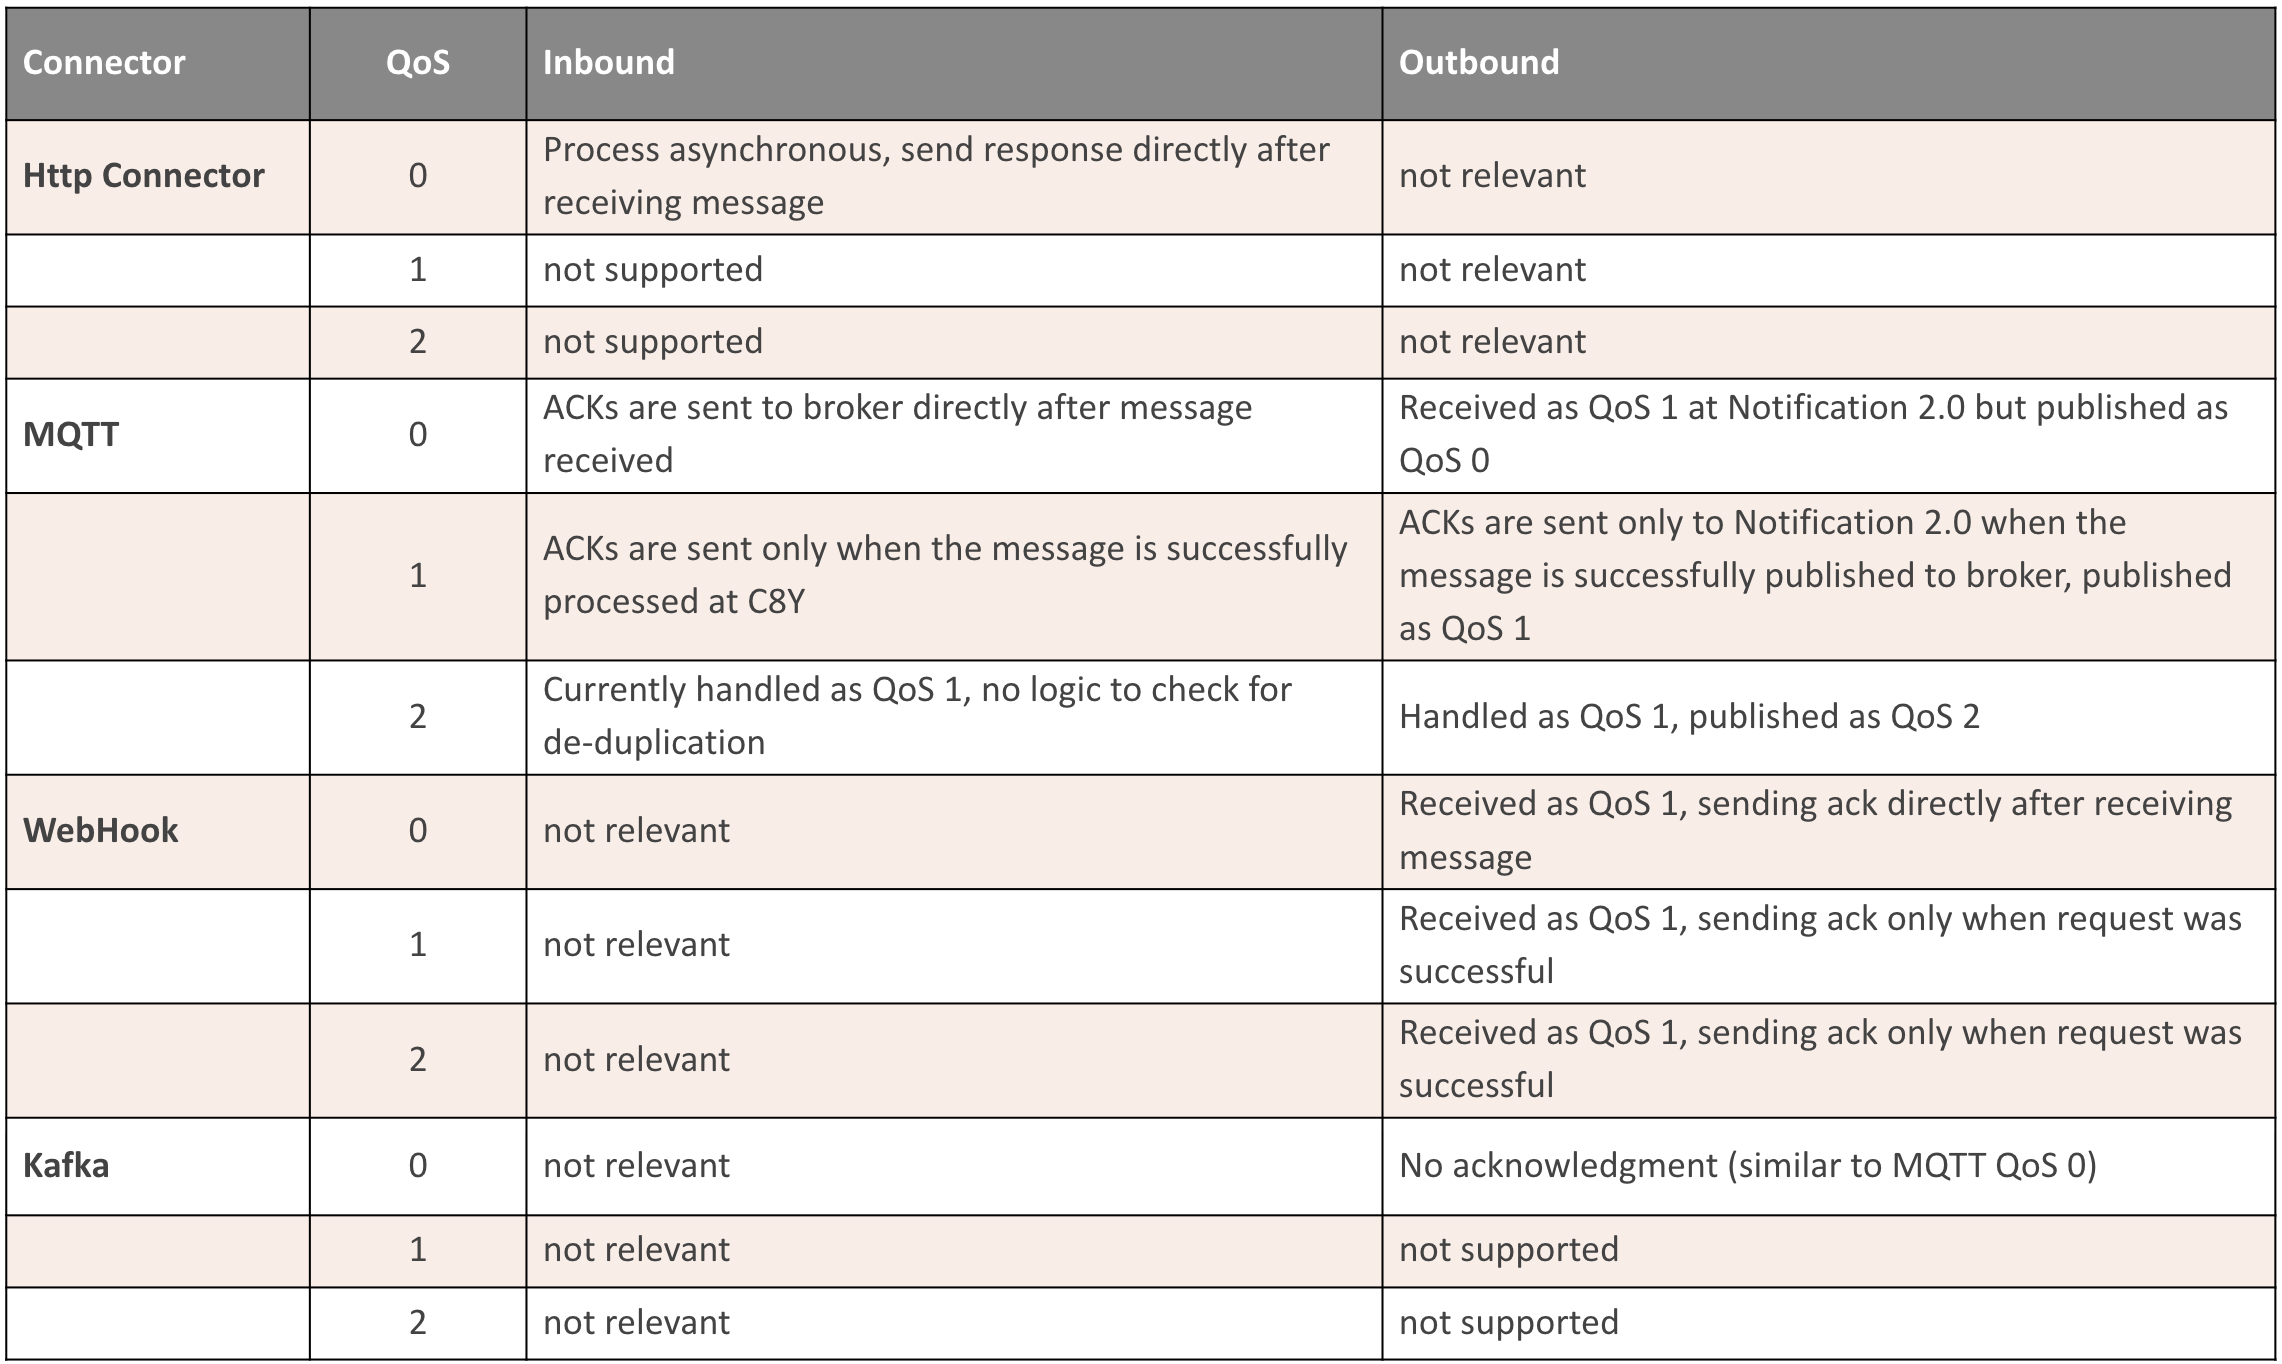 Connector QoS Inbound Outbound
Http Connector 0 Process asynchronous, send response directly after
receiving message
not relevant
1 not supported not relevant
2 not supported not relevant
MQTT 0 ACKs are sent to broker directly after message
received
Received as QoS 1 at Notification 2.0 but published as
QoS 0
1 ACKs are sent only when the message is successfully
processed at C8Y
ACKs are sent only to Notification 2.0 when the
message is successfully published to broker, published
as QoS 1
2 Currently handled as QoS 1, no logic to check for
de-duplication
Handled as QoS 1, published as QoS 2
WebHook 0 not relevant Received as QoS 1, sending ack directly after receiving
message
1 not relevant Received as QoS 1, sending ack only when request was
successful
2 not relevant Received as QoS 1, sending ack only when request was
successful
Kafka 0 not relevant No acknowledgment (similar to MQTT QoS 0)
1 not relevant not supported
2 not relevant not supported